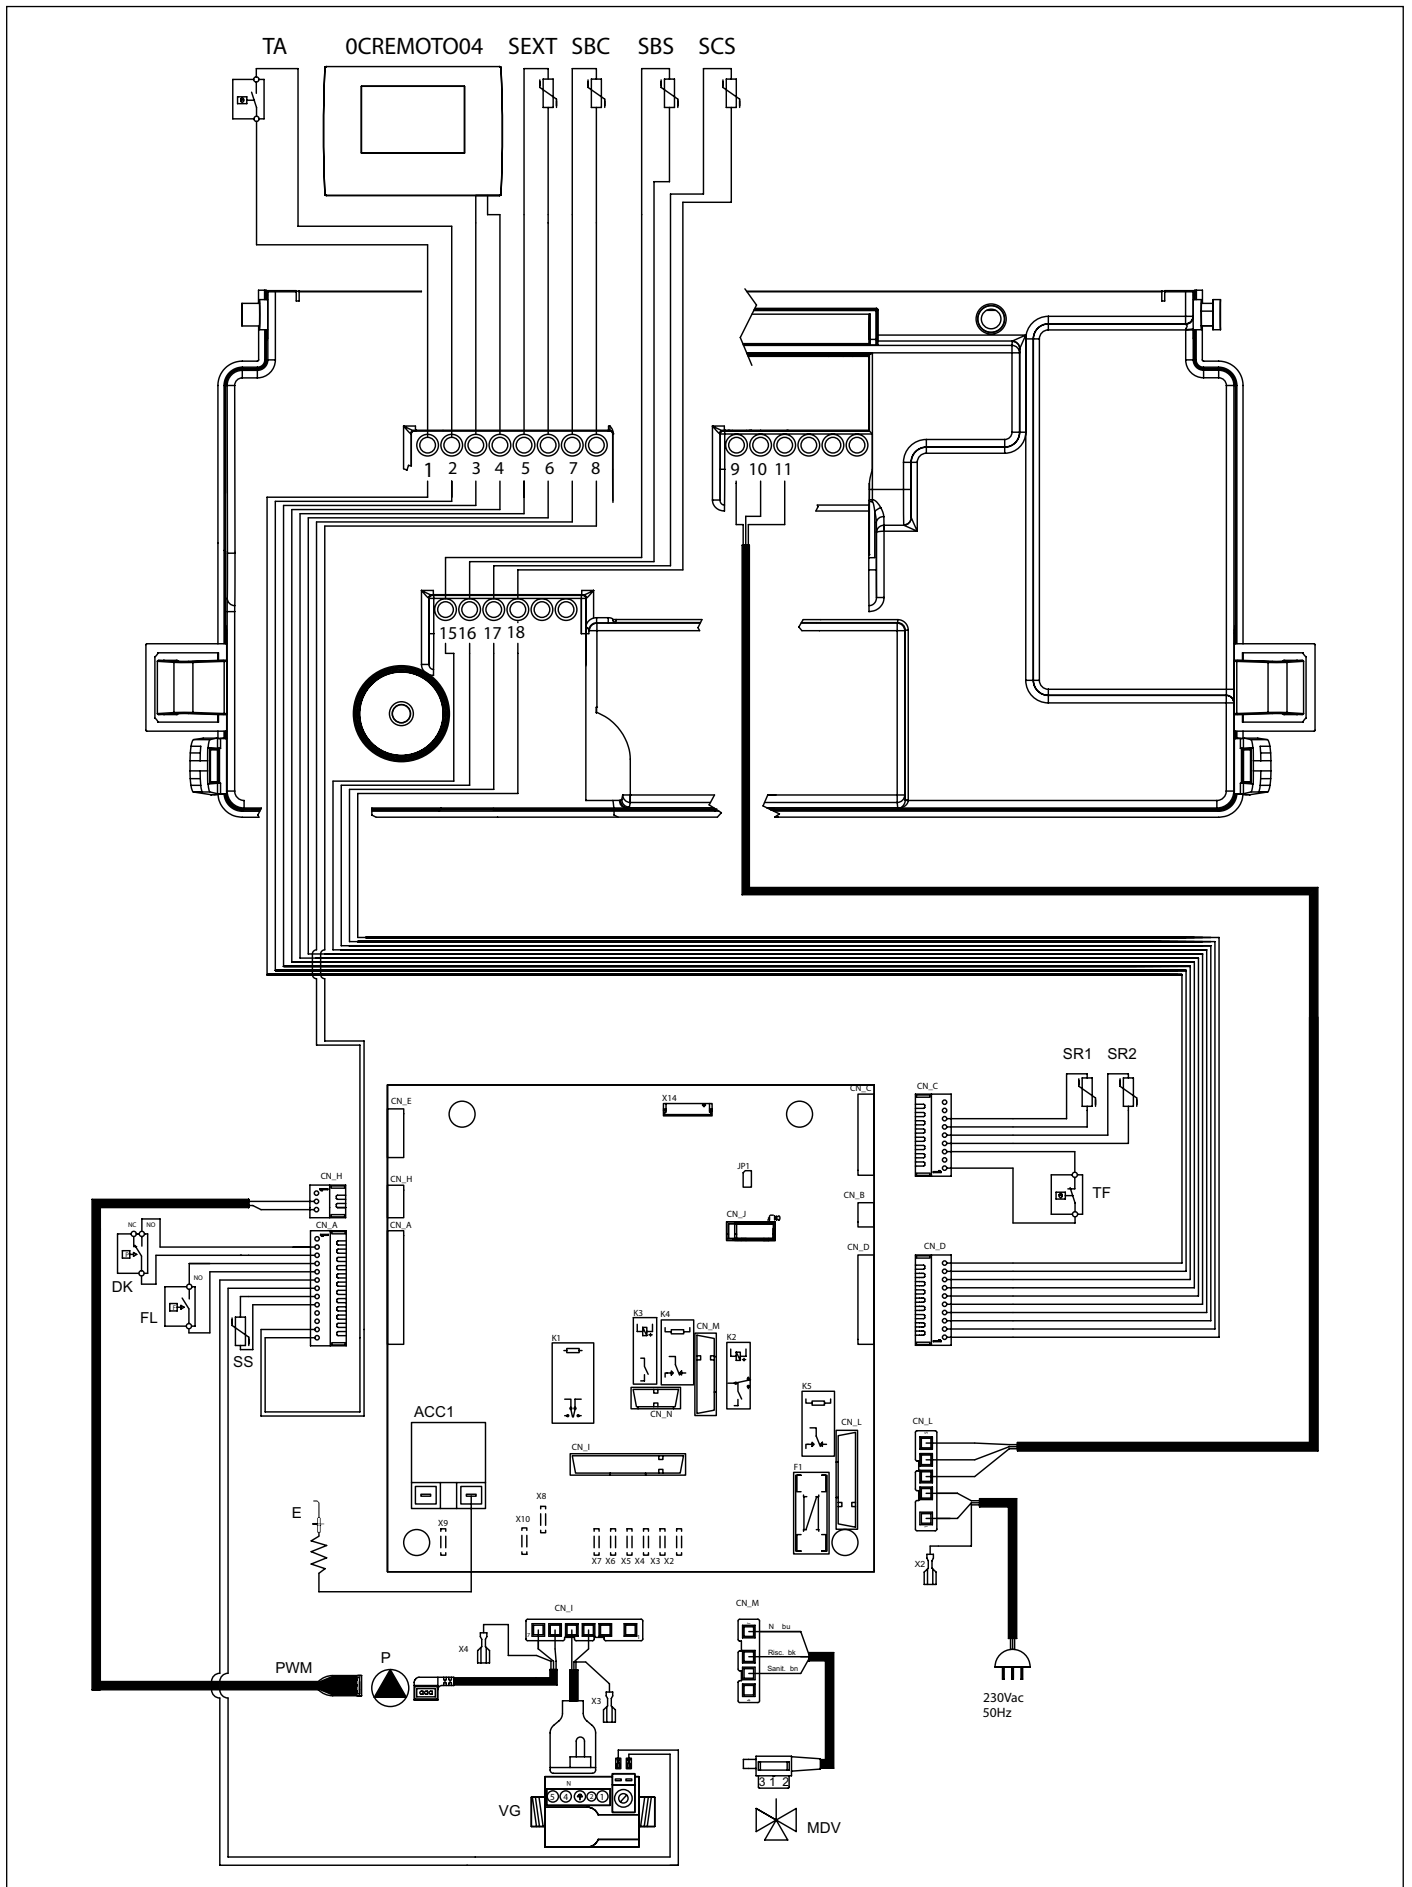 TA 0CREMOTO04 SEXT SBC SBS SCS
1 2 3 4 5 6 7 8
9 10 11
15 16 17 18
SR1 SR2
CN_C
CN_E
X14
CN_C
CN_H
CN_H
JP1
TF
CN_B
CN_A
CN_A
CN_J
CN_D
CN_D
NC NO
DK
NO
FL
SS
K3 K4
CN_M
K2
K1
K5
CN_N
ACC1
CN_L
CN_L
CN_I
F1
E
X8
X9
X10
X7 X6 X5 X4 X3 X2
X2
CN_I
CN_M
X4
N bu
Risc. bk
Sanit. bn
PWM
P
X3
230Vac
50Hz
3 1 2
N
5 4 2 1
VG
MDV